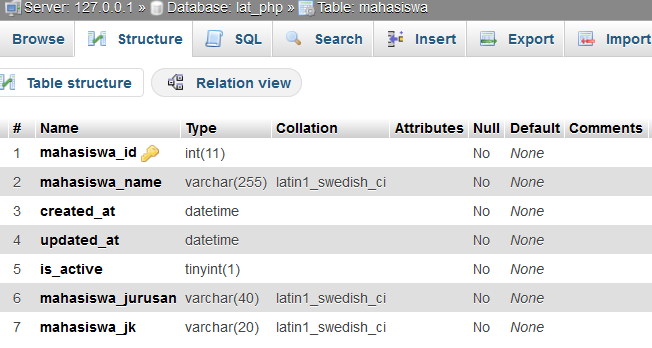 Server: 127.0.0.1 » Database: lat_php » Table: mahasiswa
Browse Structure SQL Search Insert Export Import
Table structure Relation view
# Name Type Collation Attributes Null Default Comments
1 mahasiswa_id int(11) No None
2 mahasiswa_name varchar(255) latin1_swedish_ci No None
3 created_at datetime No None
4 updated_at datetime No None
5 is_active tinyint(1) No None
6 mahasiswa_jurusan varchar(40) latin1_swedish_ci No None
7 mahasiswa_jk varchar(20) latin1_swedish_ci No None